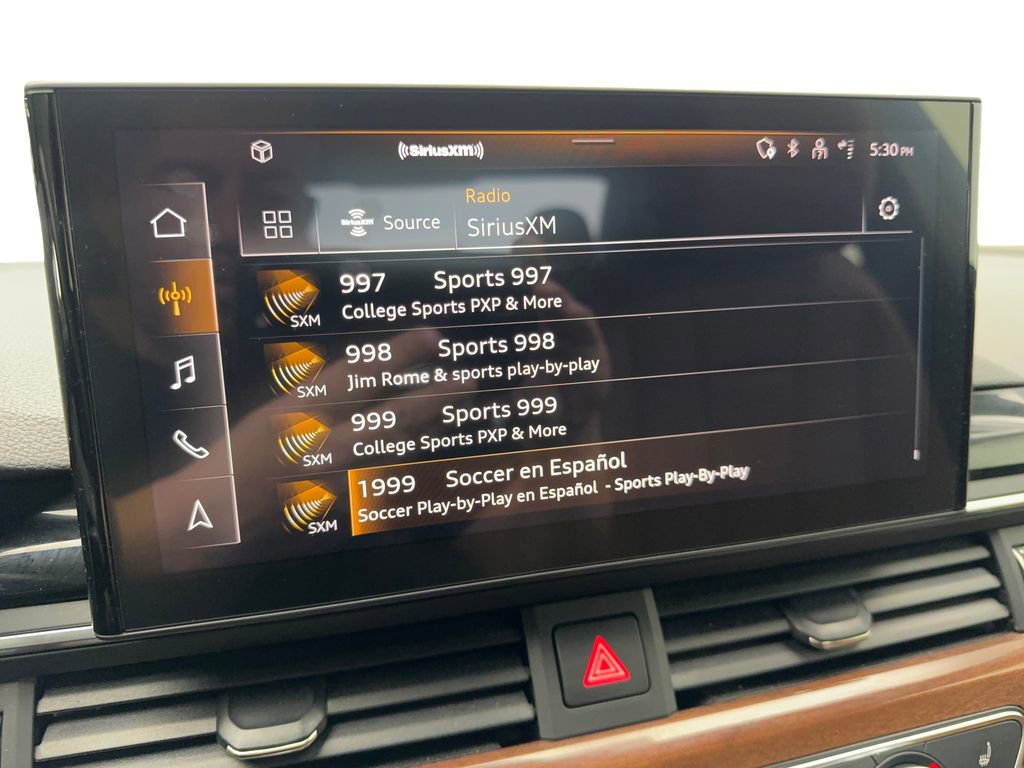 ((SiriusXM))
5:30 PM
Radio
SiriusXM Source SiriusXM
SXM 997 Sports 997
College Sports PXP & More
SXM 998 Sports 998
Jim Rome & sports play-by-play
SXM 999 Sports 999
College Sports PXP & More
SXM 1999 Soccer en Español
Soccer Play-by-Play en Español - Sports Play-By-Play